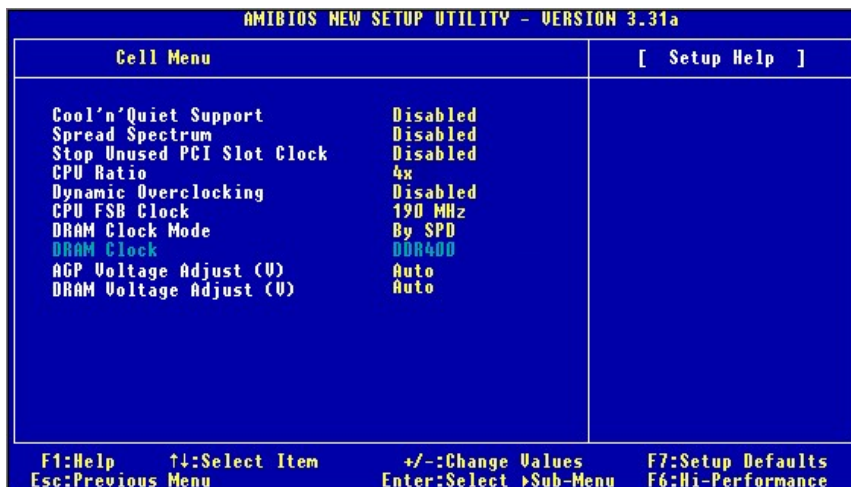 AMIBIOS NEW SETUP UTILITY - VERSION 3.31a
Cell Menu [ Setup Help ]
Cool'n'Quiet Support Disabled
Spread Spectrum Disabled
Stop Unused PCI Slot Clock Disabled
CPU Ratio 4x
Dynamic Overclocking Disabled
CPU FSB Clock 190 MHz
DRAM Clock Mode By SPD
DRAM Clock DDR400
AGP Voltage Adjust (V) Auto
DRAM Voltage Adjust (V) Auto
F1:Help ↑↓:Select Item +/-:Change Values F7:Setup Defaults
Esc:Previous Menu Enter:Select ▸Sub-Menu F6:Hi-Performance